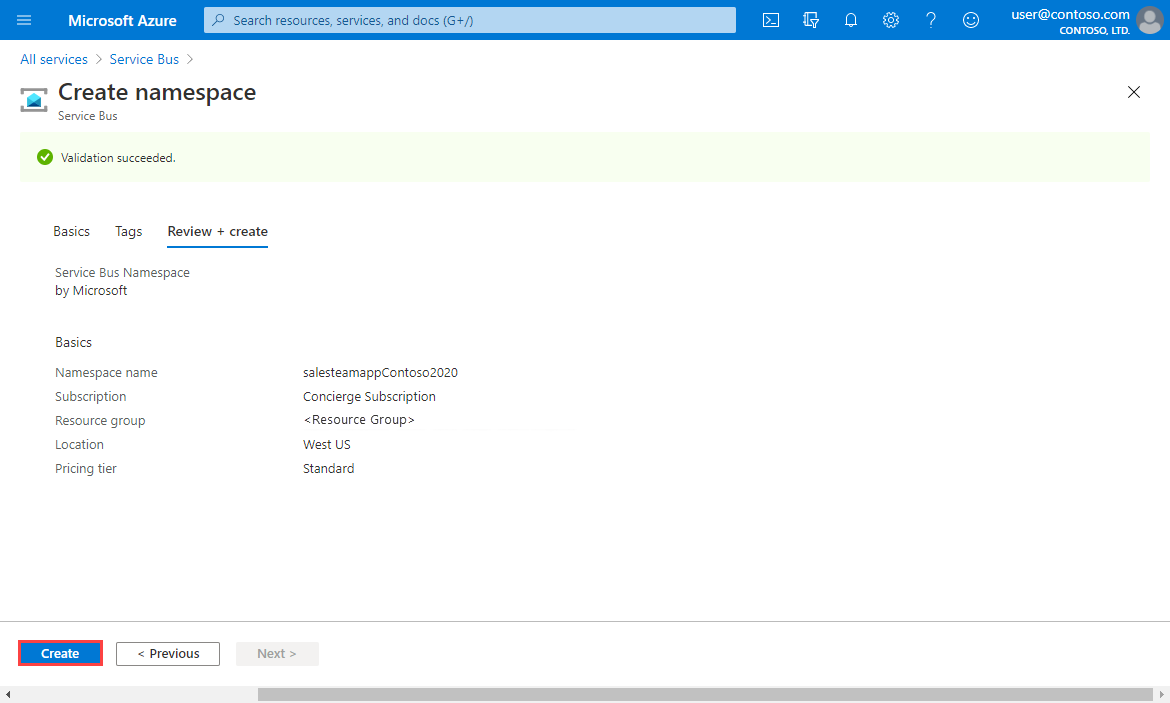 Microsoft Azure
Search resources, services, and docs (G+/)
user@contoso.com
CONTOSO, LTD.
All services > Service Bus >
Create namespace
Service Bus
Validation succeeded.
Basics Tags Review + create
Service Bus Namespace
by Microsoft
Basics
Namespace name salesteamappContoso2020
Subscription Concierge Subscription
Resource group <Resource Group>
Location West US
Pricing tier Standard
Create < Previous Next >